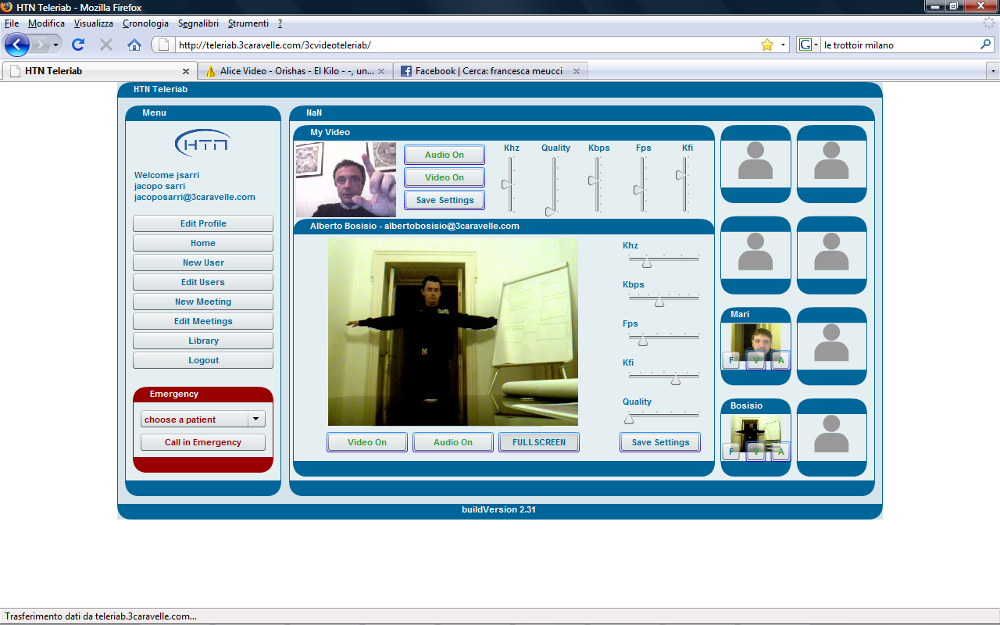 HTN Teleriab - Mozilla Firefox
File Modifica Visualizza Cronologia Segnalibri Strumenti ?
http://teleriab.3caravelle.com/3cvideoteleriab/
G le trottoir milano
HTN Teleriab
Alice Video - Orishas - El Kilo - -, un...
Facebook | Cerca: francesca meucci
HTN Teleriab
Menu
HTN
Welcome jsarri
jacopo sarri
jacoposarri@3caravelle.com
Edit Profile
Home
New User
Edit Users
New Meeting
Edit Meetings
Library
Logout
Emergency
choose a patient
Call in Emergency
NaN
My Video
Audio On
Video On
Save Settings
Khz Quality Kbps Fps Kfi
Alberto Bosisio - albertobosisio@3caravelle.com
Khz
Kbps
Fps
Kfi
Quality
Video On Audio On FULLSCREEN Save Settings
Mari
F V A
Bosisio
F V A
buildVersion 2.31
Trasferimento dati da teleriab.3caravelle.com...